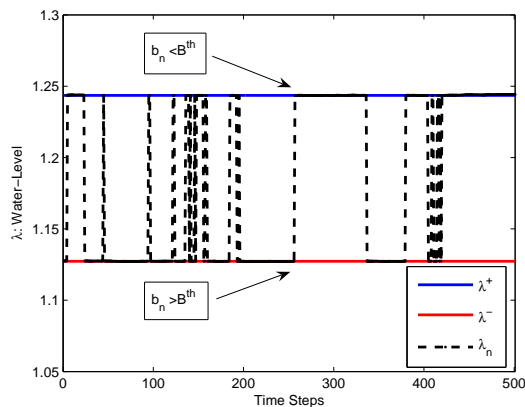 1.3
1.25
1.2
1.15
1.1
1.05
λ: Water−Level
b_n <B^th
b_n >B^th
λ^+
λ^−
λ_n
0 100 200 300 400 500
Time Steps